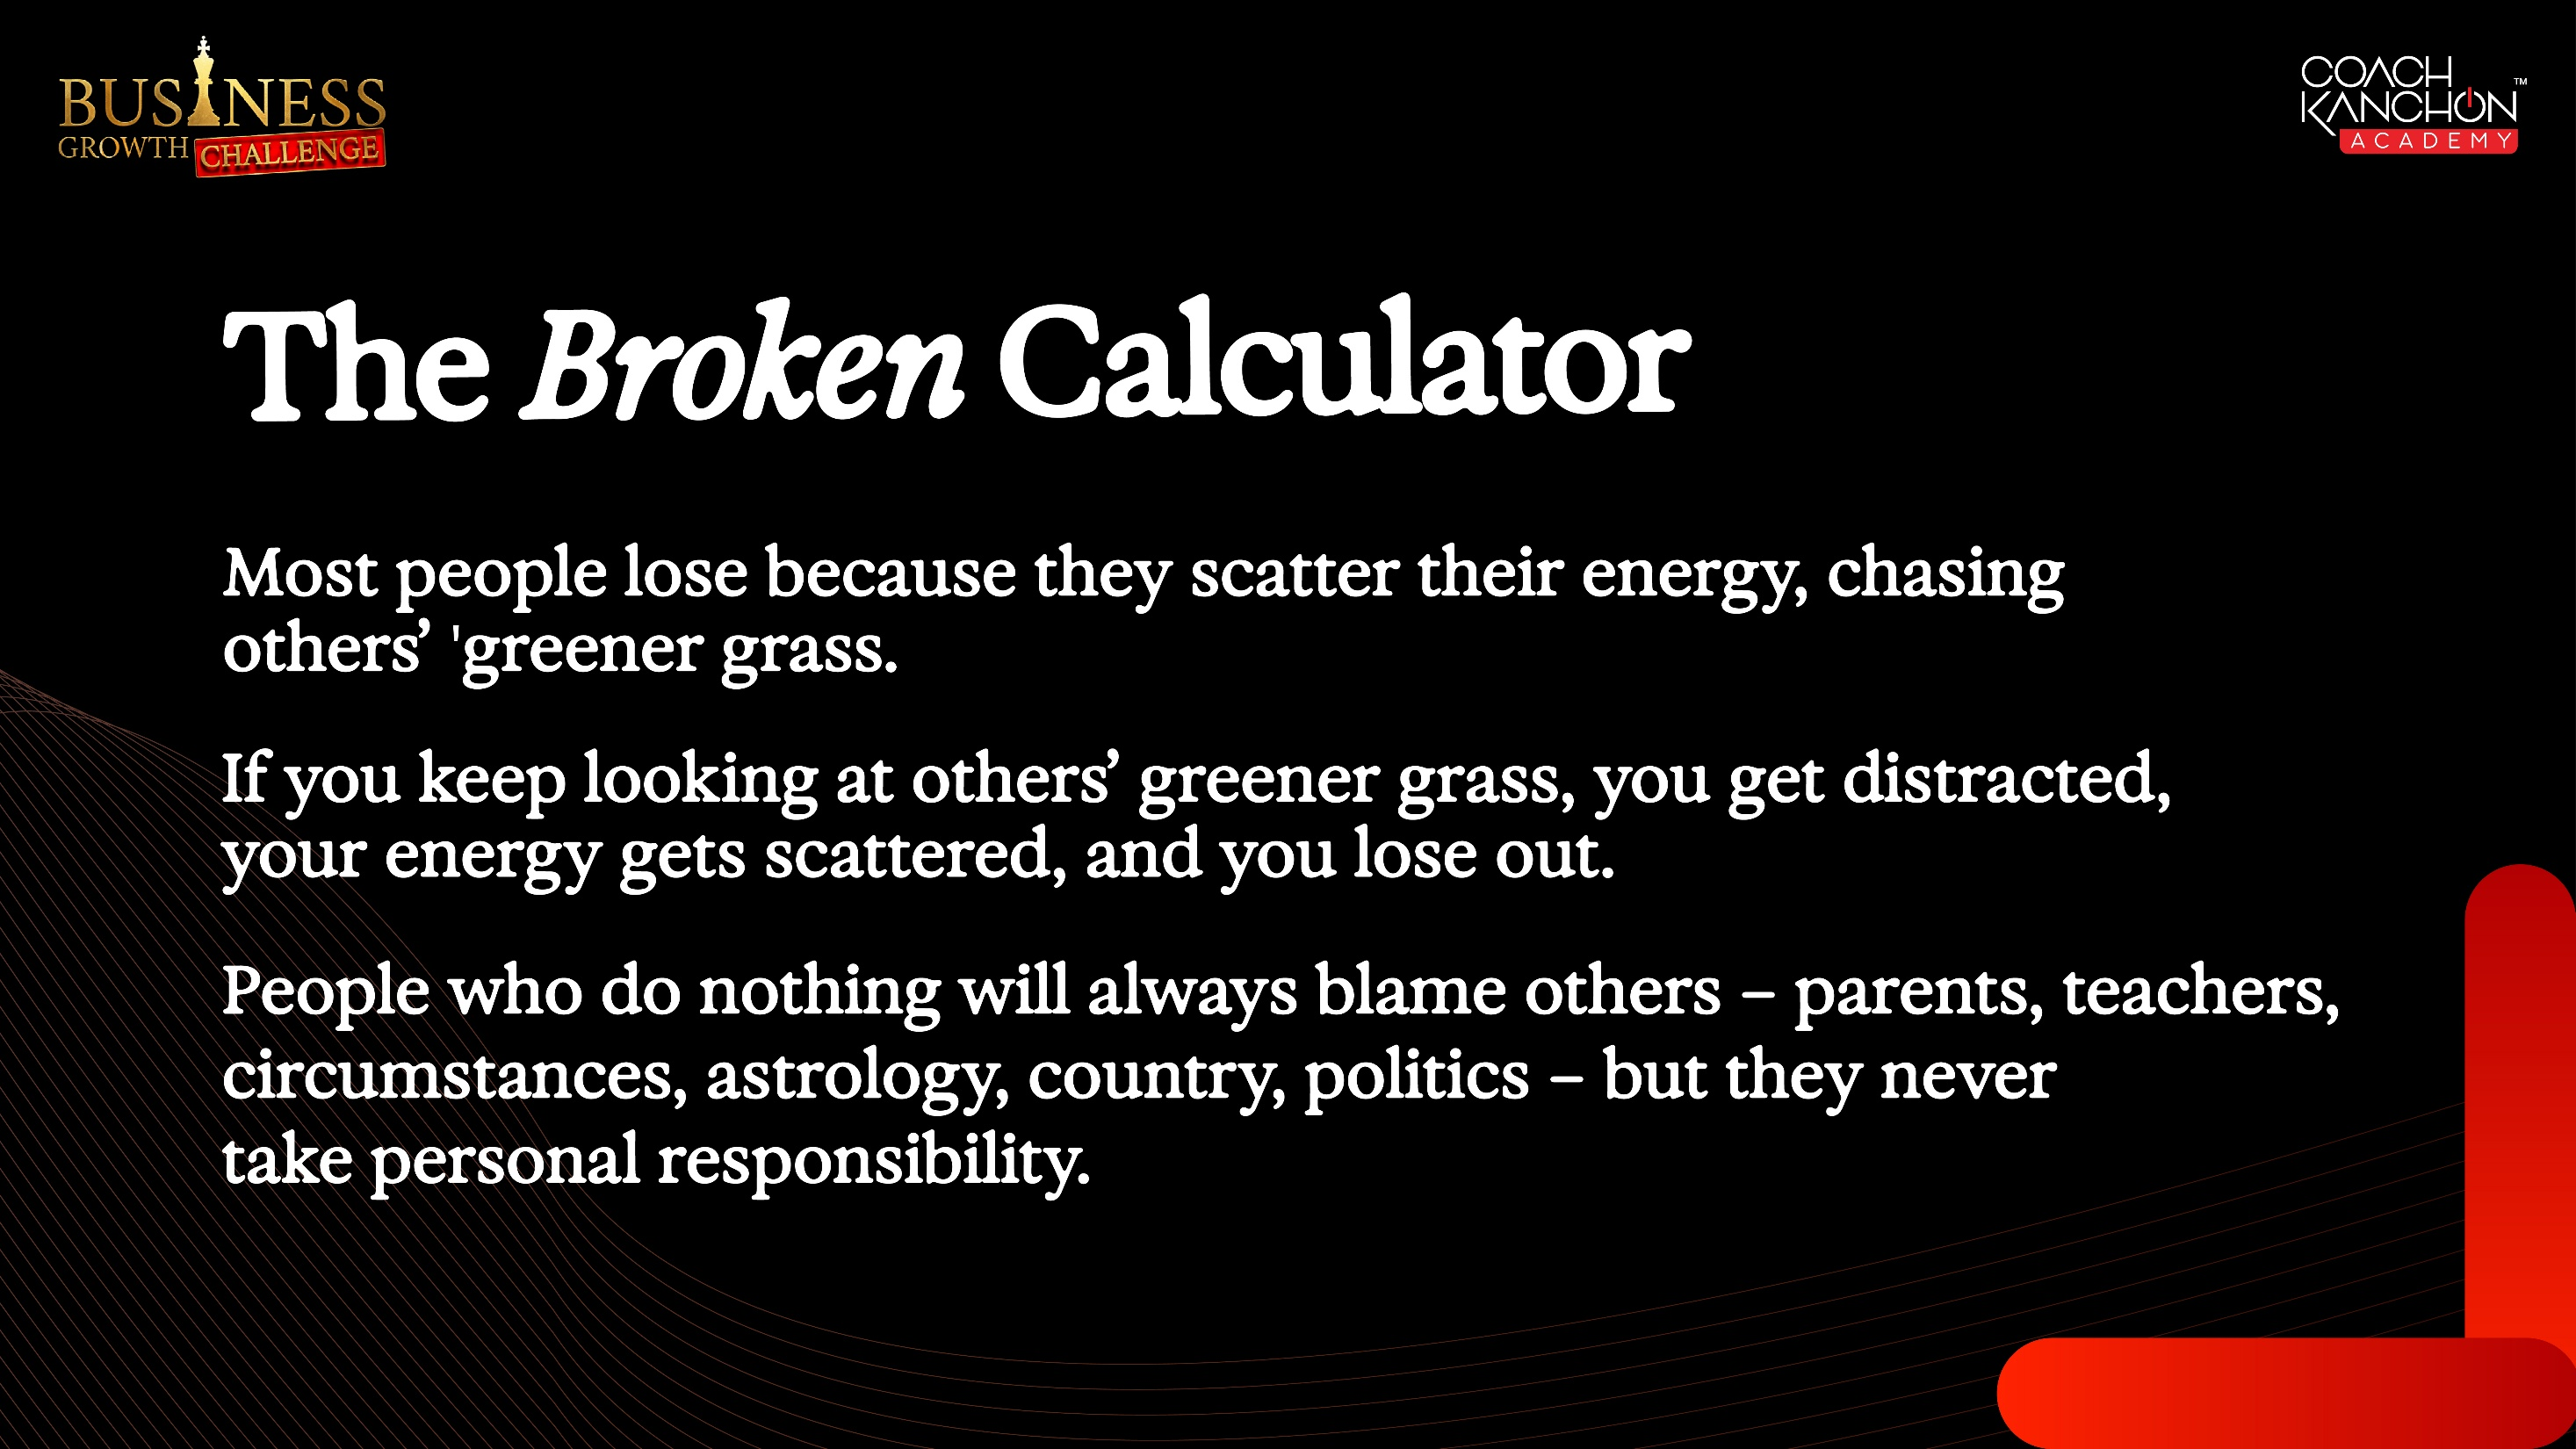 BUSINESS
GROWTH CHALLENGE
COACH
KANCHON™
ACADEMY
The Broken Calculator
Most people lose because they scatter their energy, chasing
others’ 'greener grass.
If you keep looking at others’ greener grass, you get distracted,
your energy gets scattered, and you lose out.
People who do nothing will always blame others – parents, teachers,
circumstances, astrology, country, politics – but they never
take personal responsibility.